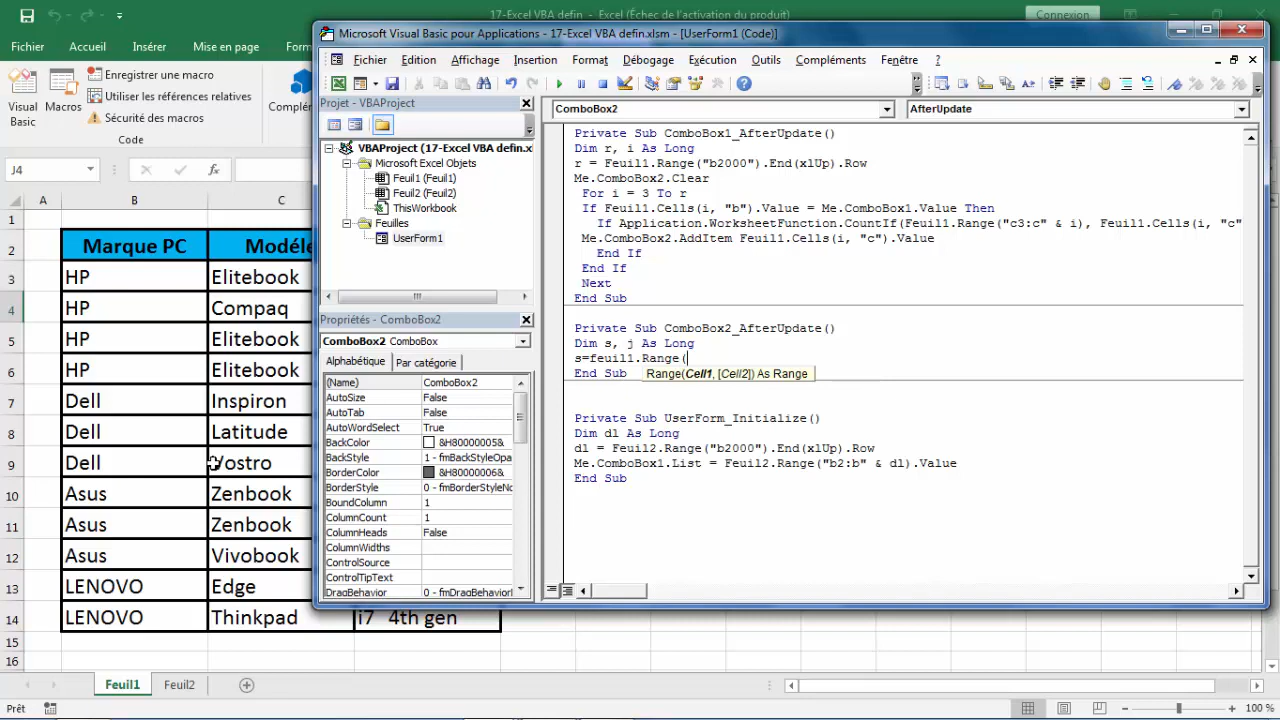 17-Excel VBA defin - Excel (Échec de l'activation du produit)
Connexion
Fichier Accueil Insérer Mise en page
Visual Basic
Macros
Enregistrer une macro
Utiliser les références relatives
Sécurité des macros
Code
J4
Microsoft Visual Basic pour Applications - 17-Excel VBA defin.xlsm - [UserForm1 (Code)]
Fichier Edition Affichage Insertion Format Débogage Exécution Outils Compléments Fenêtre ?
Projet - VBAProject
VBAProject (17-Excel VBA defin.x
Microsoft Excel Objets
Feuil1 (Feuil1)
Feuil2 (Feuil2)
ThisWorkbook
Feuilles
UserForm1
Propriétés - ComboBox2
ComboBox2 ComboBox
Alphabétique Par catégorie
(Name) ComboBox2
AutoSize False
AutoTab False
AutoWordSelect True
BackColor &H80000005&
BackStyle 1 - fmBackStyleOpa
BorderColor &H80000006&
BorderStyle 0 - fmBorderStyleNo
BoundColumn 1
ColumnCount 1
ColumnHeads False
ColumnWidths
ControlSource
ControlTipText
DragBehavior 0 - fmDragBehaviorI
ComboBox2 AfterUpdate
Private Sub ComboBox1_AfterUpdate()
Dim r, i As Long
r = Feuil1.Range("b2000").End(xlUp).Row
Me.ComboBox2.Clear
For i = 3 To r
If Feuil1.Cells(i, "b").Value = Me.ComboBox1.Value Then
If Application.WorksheetFunction.CountIf(Feuil1.Range("c3:c" & i), Feuil1.Cells(i, "c"
Me.ComboBox2.AddItem Feuil1.Cells(i, "c").Value
End If
End If
Next
End Sub
Private Sub ComboBox2_AfterUpdate()
Dim s, j As Long
s=feuil1.Range(
End Sub
Range(Cell1, [Cell2]) As Range
Private Sub UserForm_Initialize()
Dim dl As Long
dl = Feuil2.Range("b2000").End(xlUp).Row
Me.ComboBox1.List = Feuil2.Range("b2:b" & dl).Value
End Sub
A B C
1
2 Marque PC Modéle
3 HP Elitebook
4 HP Compaq
5 HP Elitebook
6 HP Elitebook
7 Dell Inspiron
8 Dell Latitude
9 Dell Vostro
10 Asus Zenbook
11 Asus Zenbook
12 Asus Vivobook
13 LENOVO Edge
14 LENOVO Thinkpad i7 4th gen
15
16
Feuil1 Feuil2
Prêt
100 %